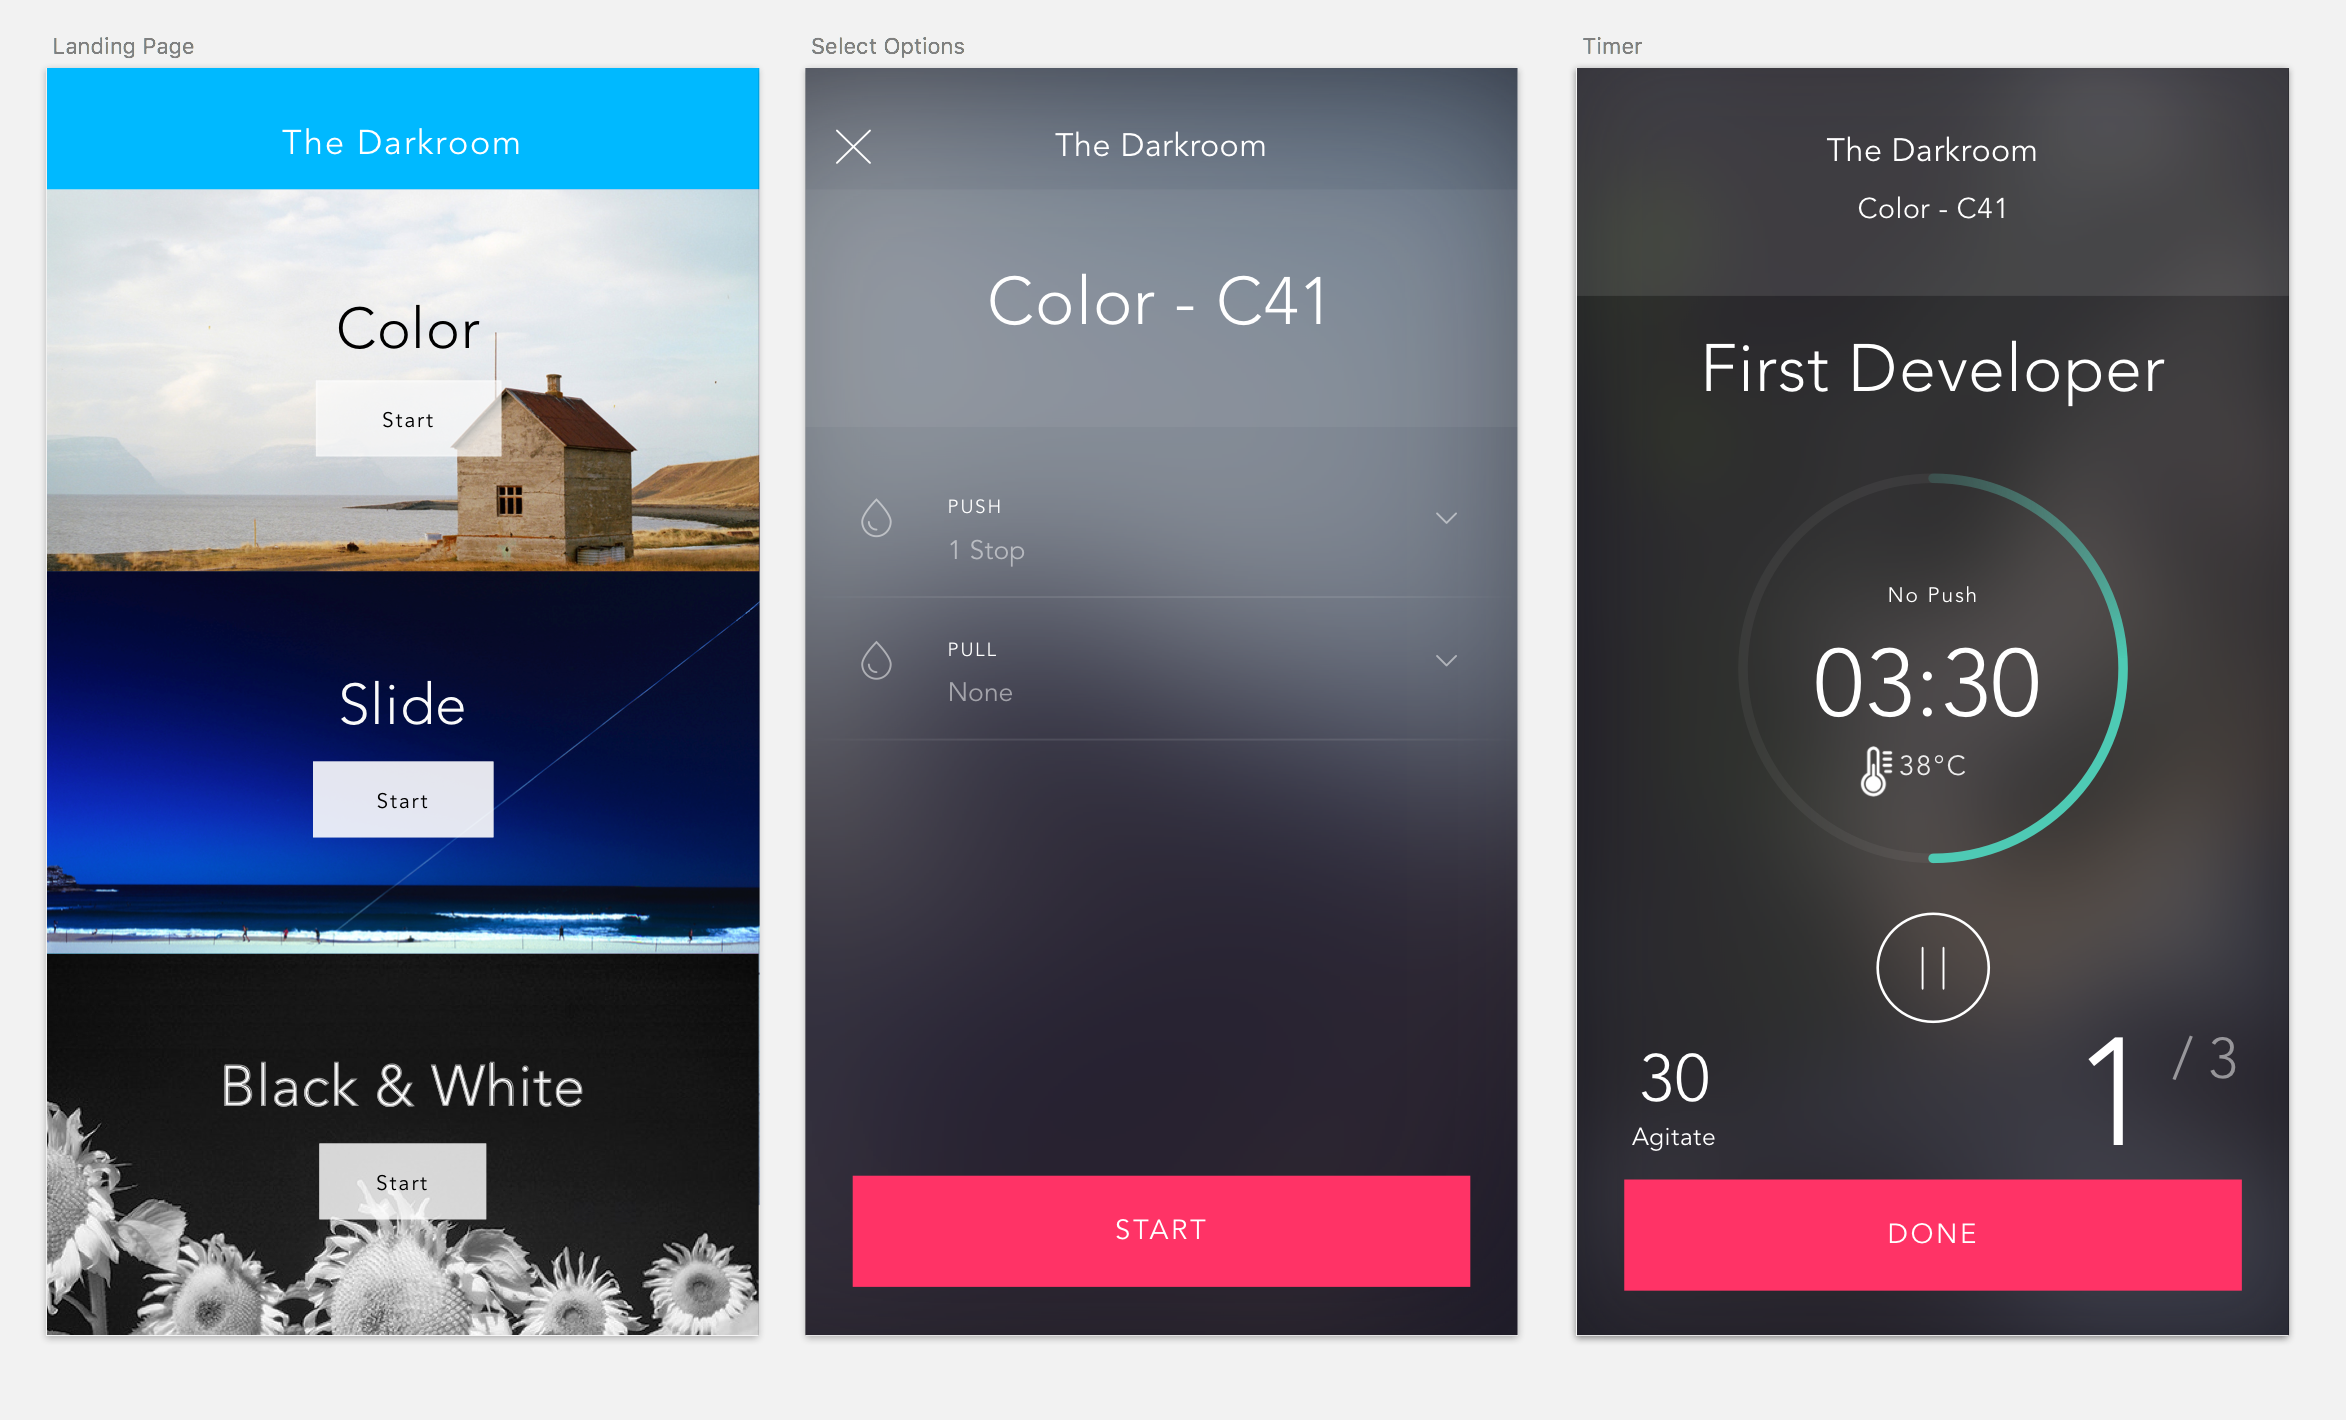 Landing Page
The Darkroom
Color
Start
Slide
Start
Black & White
Start
Select Options
The Darkroom
Color - C41
PUSH
1 Stop
PULL
None
START
Timer
The Darkroom
Color - C41
First Developer
No Push
03:30
38°C
30
Agitate
1 / 3
DONE